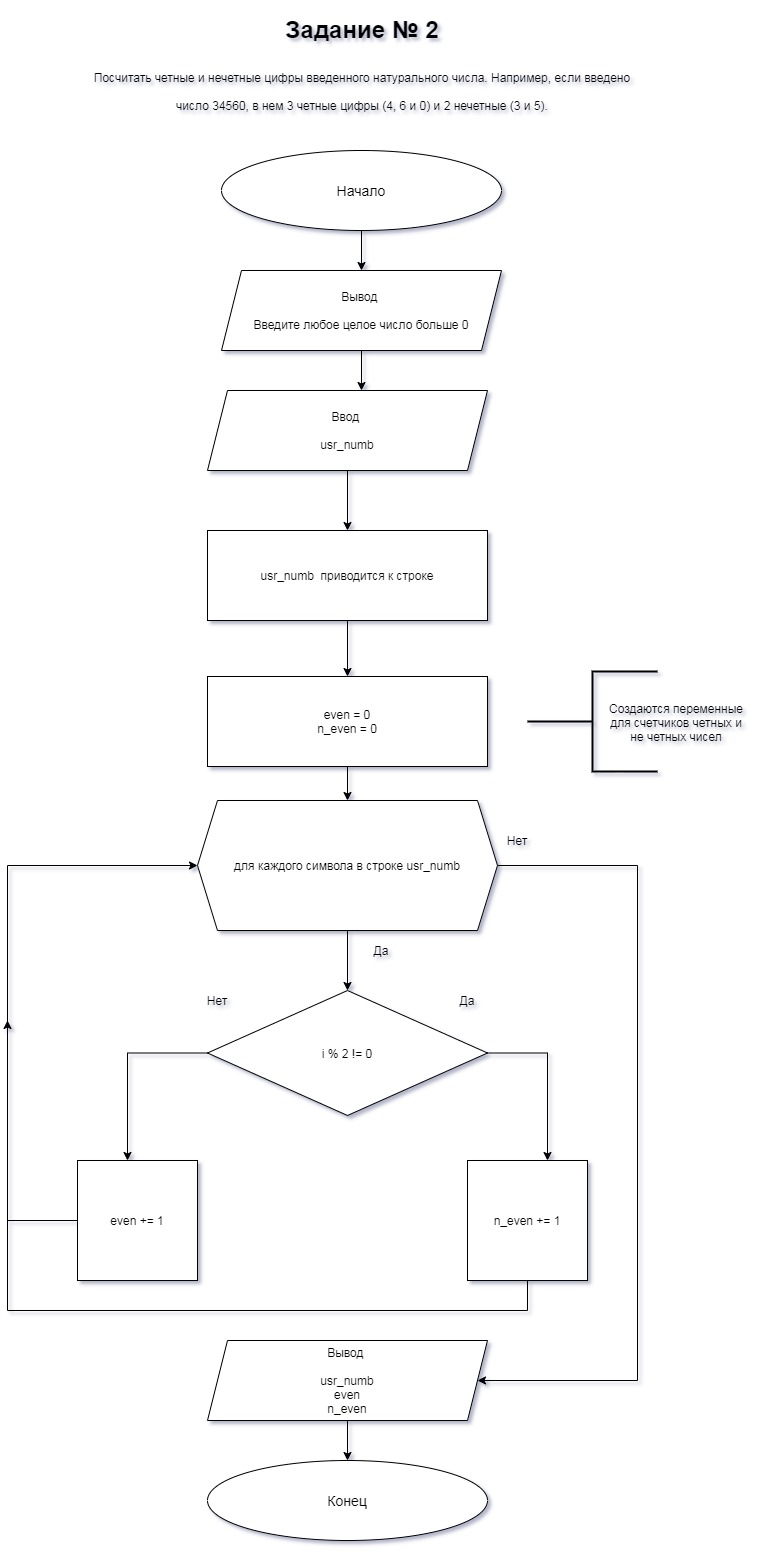 Задание № 2
Посчитать четные и нечетные цифры введенного натурального числа. Например, если введено
число 34560, в нем 3 четные цифры (4, 6 и 0) и 2 нечетные (3 и 5).
Начало
Вывод
Введите любое целое число больше 0
Ввод
usr_numb
usr_numb приводится к строке
even = 0
n_even = 0
Создаются переменные
для счетчиков четных и
не четных чисел
Нет
для каждого символа в строке usr_numb
Да
Нет
Да
i % 2 != 0
even += 1
n_even += 1
Вывод
usr_numb
even
n_even
Конец